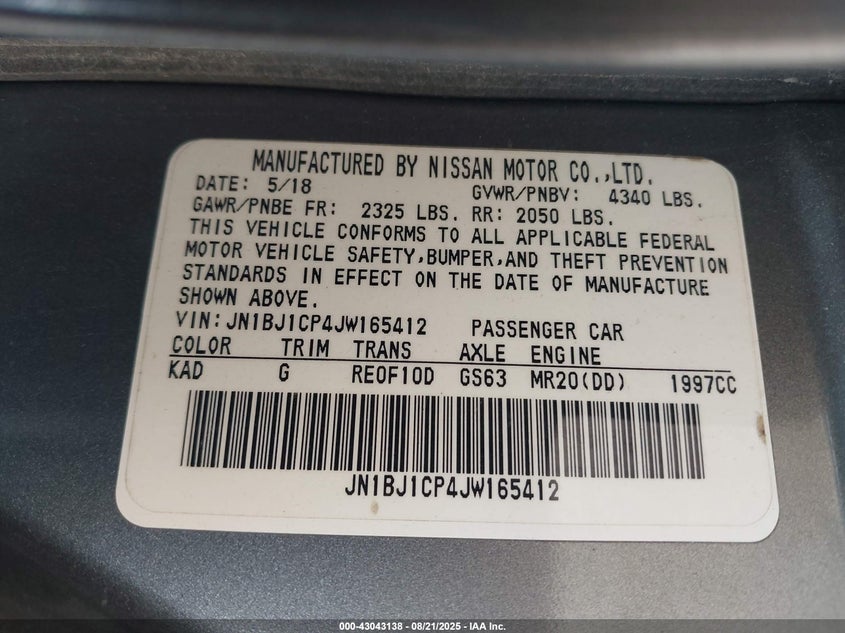 MANUFACTURED BY NISSAN MOTOR CO.,LTD.
DATE: 5/18 GVWR/PNBV: 4340 LBS.
GAWR/PNBE FR: 2325 LBS. RR: 2050 LBS.
THIS VEHICLE CONFORMS TO ALL APPLICABLE FEDERAL
MOTOR VEHICLE SAFETY,BUMPER,AND THEFT PREVENTION
STANDARDS IN EFFECT ON THE DATE OF MANUFACTURE
SHOWN ABOVE.
VIN:JN1BJ1CP4JW165412 PASSENGER CAR
COLOR TRIM TRANS AXLE ENGINE
KAD G RE0F10D GS63 MR20(DD) 1997CC
JN1BJ1CP4JW165412
000-43043138 - 08/21/2025 - IAA Inc.